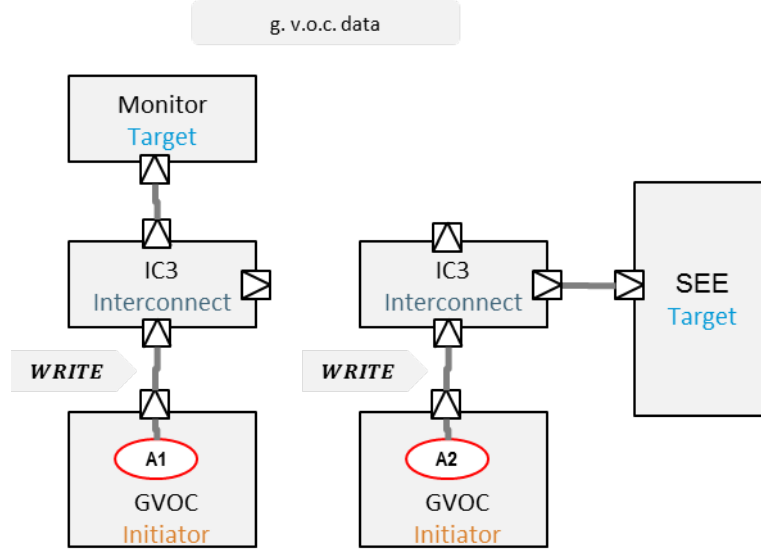 g. v.o.c. data
Monitor
Target
IC3
Interconnect
WRITE
A1
GVOC
Initiator
IC3
Interconnect
WRITE
A2
GVOC
Initiator
SEE
Target